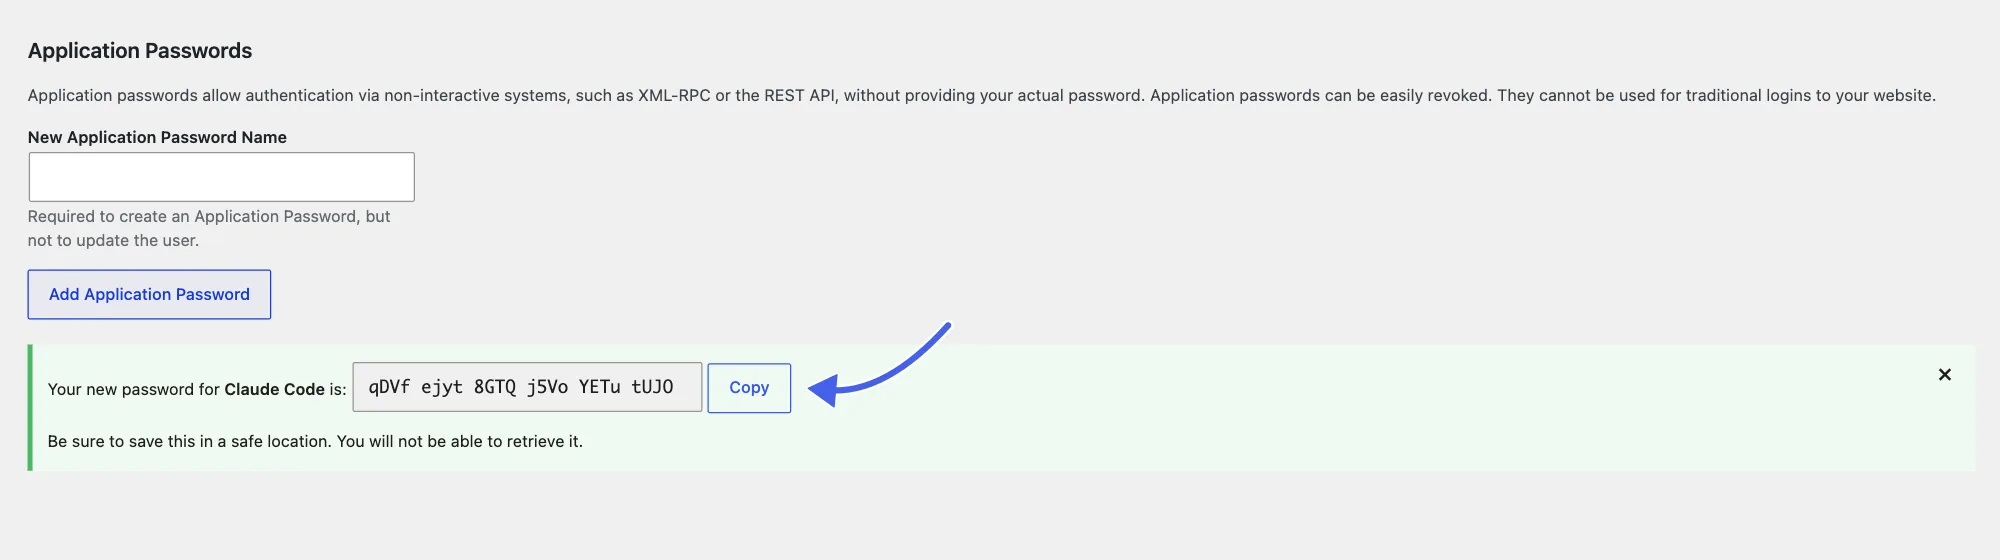 Application Passwords
Application passwords allow authentication via non-interactive systems, such as XML-RPC or the REST API, without providing your actual password. Application passwords can be easily revoked. They cannot be used for traditional logins to your website.
New Application Password Name
Required to create an Application Password, but
not to update the user.
Add Application Password
Your new password for Claude Code is: qDVf ejyt 8GTQ j5Vo YETu tUJO Copy
Be sure to save this in a safe location. You will not be able to retrieve it.